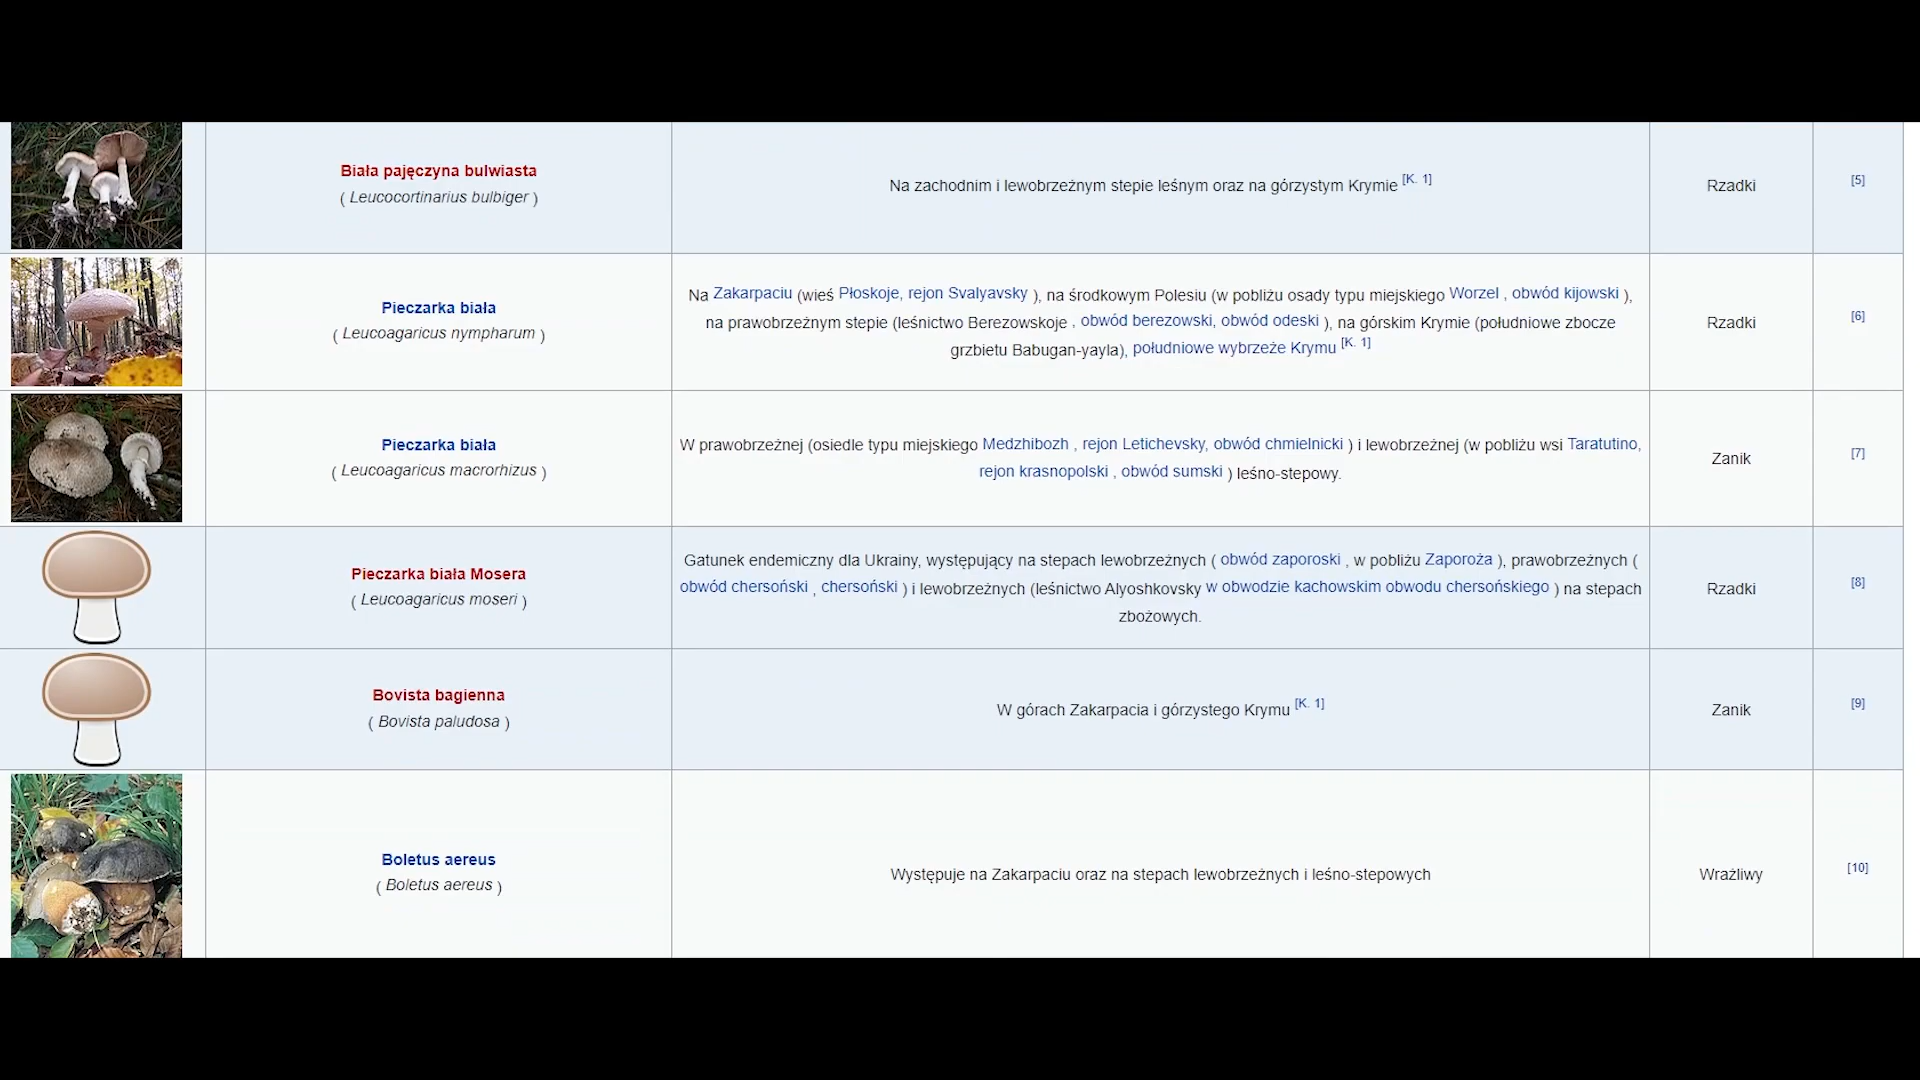 Biała pajęczyna bulwiasta
( Leucocortinarius bulbiger )
Na zachodnim i lewobrzeżnym stepie leśnym oraz na górzystym Krymie [K. 1]
Rzadki
[5]
Pieczarka biała
( Leucoagaricus nympharum )
Na Zakarpaciu (wieś Płoskoje, rejon Svalyavsky ), na środkowym Polesiu (w pobliżu osady typu miejskiego Worzel , obwód kijowski ),
na prawobrzeżnym stepie (leśnictwo Berezowskoje , obwód berezowski, obwód odeski ), na górskim Krymie (południowe zbocze
grzbietu Babugan-yayla), południowe wybrzeże Krymu [K. 1]
Rzadki
[6]
Pieczarka biała
( Leucoagaricus macrorhizus )
W prawobrzeżnej (osiedle typu miejskiego Medzhibozh , rejon Letichevsky, obwód chmielnicki ) i lewobrzeżnej (w pobliżu wsi Taratutino,
rejon krasnopolski , obwód sumski ) leśno-stepowy.
Zanik
[7]
Pieczarka biała Mosera
( Leucoagaricus moseri )
Gatunek endemiczny dla Ukrainy, występujący na stepach lewobrzeżnych ( obwód zaporoski , w pobliżu Zaporoża ), prawobrzeżnych (
obwód chersoński , chersoński ) i lewobrzeżnych (leśnictwo Alyoshkovsky w obwodzie kachowskim obwodu chersońskiego ) na stepach
zbożowych.
Rzadki
[8]
Bovista bagienna
( Bovista paludosa )
W górach Zakarpacia i górzystego Krymu [K. 1]
Zanik
[9]
Boletus aereus
( Boletus aereus )
Występuje na Zakarpaciu oraz na stepach lewobrzeżnych i leśno-stepowych
Wrażliwy
[10]